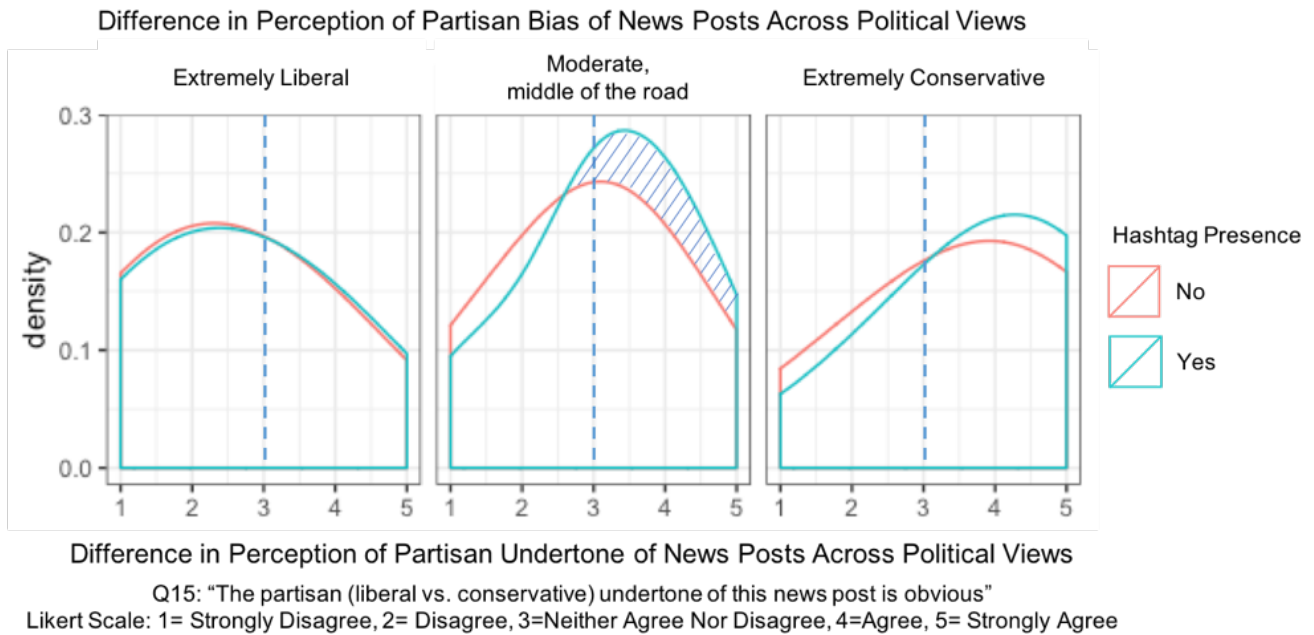 Difference in Perception of Partisan Bias of News Posts Across Political Views
Extremely Liberal
Moderate,
middle of the road
Extremely Conservative
0.3
0.2
0.1
0.0
density
1 2 3 4 5
1 2 3 4 5
1 2 3 4 5
Hashtag Presence
No
Yes
Difference in Perception of Partisan Undertone of News Posts Across Political Views
Q15: “The partisan (liberal vs. conservative) undertone of this news post is obvious”
Likert Scale: 1= Strongly Disagree, 2= Disagree, 3=Neither Agree Nor Disagree, 4=Agree, 5= Strongly Agree